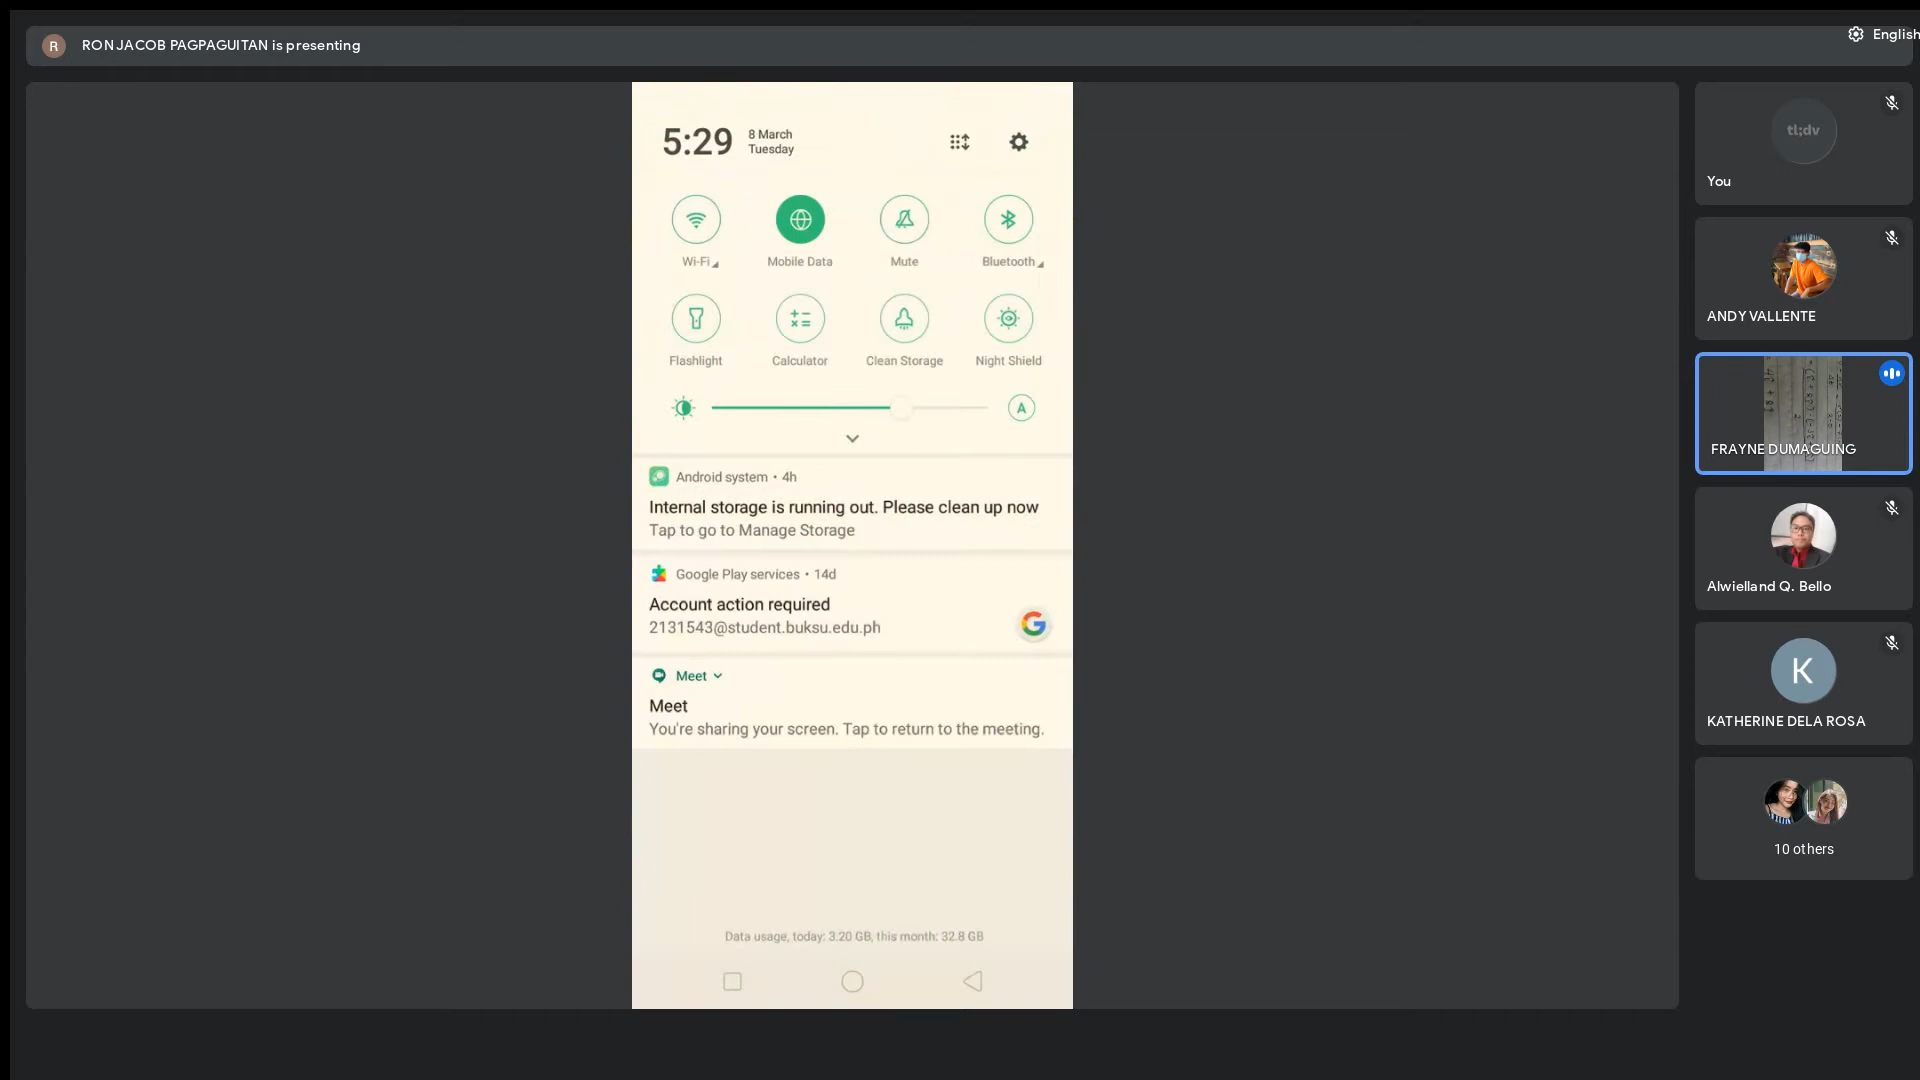 R RON JACOB PAGPAGUITAN is presenting
English
5:29
8 March
Tuesday
Wi-Fi
Mobile Data
Mute
Bluetooth
Flashlight
Calculator
Clean Storage
Night Shield
A
Android system • 4h
Internal storage is running out. Please clean up now
Tap to go to Manage Storage
Google Play services • 14d
Account action required
2131543@student.buksu.edu.ph
Meet
Meet
You're sharing your screen. Tap to return to the meeting.
Data usage, today: 3.20 GB, this month: 32.8 GB
tl;dv
You
ANDY VALLENTE
FRAYNE DUMAGUING
Alwielland Q. Bello
K
KATHERINE DELA ROSA
10 others